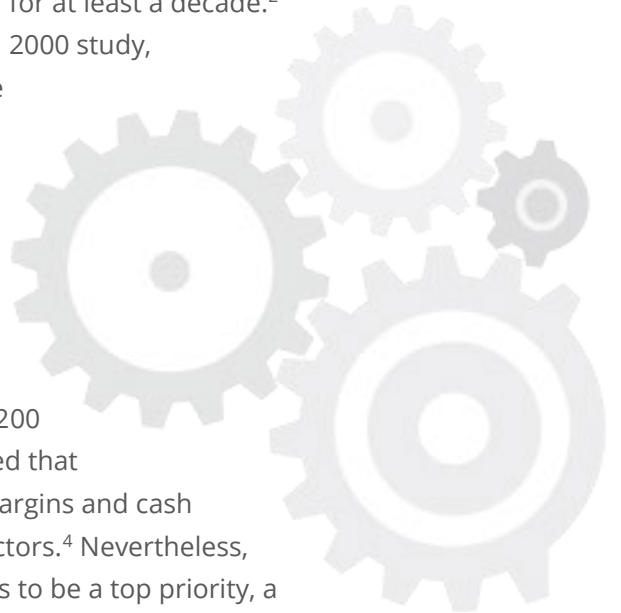 for at least a decade.²
2000 study,
e
200
ed that
argins and cash
ctors.⁴ Nevertheless,
s to be a top priority, a